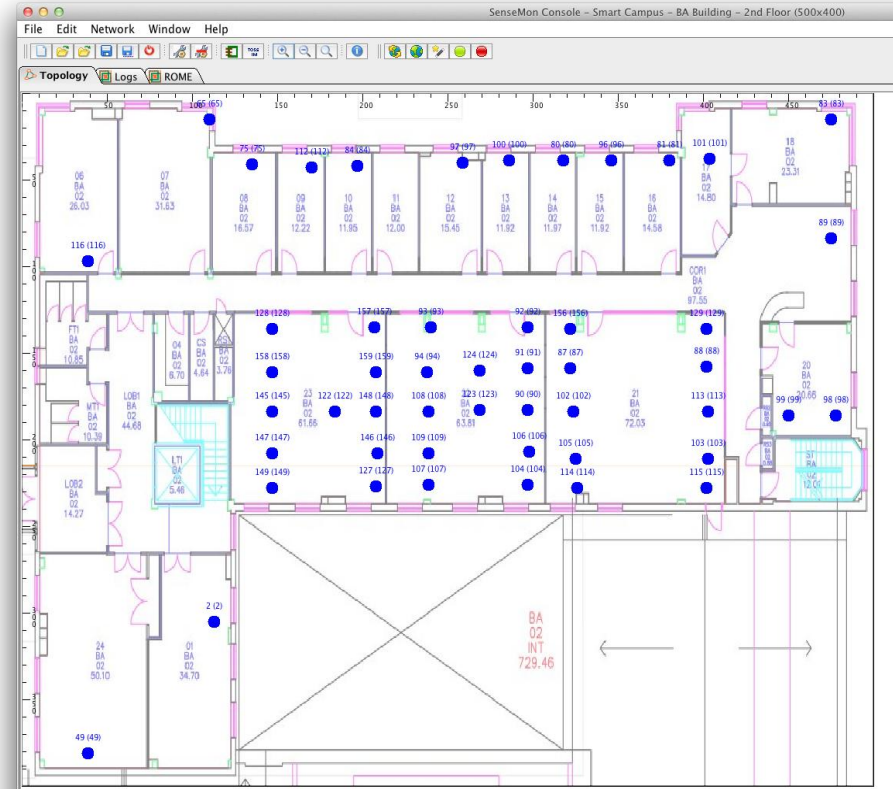 SenseMon Console - Smart Campus - BA Building - 2nd Floor (500x400)
File Edit Network Window Help
Topology Logs ROME
50 100 150 200 250 300 350 400 450
65 (65)
83 (83)
75 (75) 112 (112) 84 (84) 97 (97) 100 (100) 80 (80) 96 (96) 81 (81) 101 (101)
06
BA
02
26.03
07
BA
02
31.63
08
BA
02
16.57
09
BA
02
12.22
10
BA
02
11.95
11
BA
02
12.00
12
BA
02
15.45
13
BA
02
11.92
14
BA
02
11.97
15
BA
02
11.92
16
BA
02
14.58
17
BA
02
14.80
18
BA
02
23.31
89 (89)
116 (116)
COR1
BA
02
97.55
128 (128) 157 (157) 93 (93) 92 (92) 156 (156) 129 (129)
FT1
BA
02
10.85
04
BA
02
6.70
CS
BA
02
4.64
BA
02
3.76
158 (158) 159 (159) 94 (94) 124 (124) 91 (91) 87 (87) 88 (88)
20
BA
02
20.66
145 (145) 122 (122) 148 (148) 108 (108) 123 (123) 90 (90) 102 (102) 113 (113) 99 (99) 98 (98)
23
BA
02
61.66
BA
02
63.81
21
BA
02
72.03
MT1
BA
02
10.39
LOB1
BA
02
44.68
147 (147) 146 (146) 109 (109) 106 (106) 105 (105) 103 (103)
LT1
BA
02
5.46
ST
BA
02
149 (149) 127 (127) 107 (107) 104 (104) 114 (114) 115 (115)
LOB2
BA
02
14.27
2 (2)
24
BA
02
50.10
01
BA
02
34.70
BA
02
INT
729.46
49 (49)